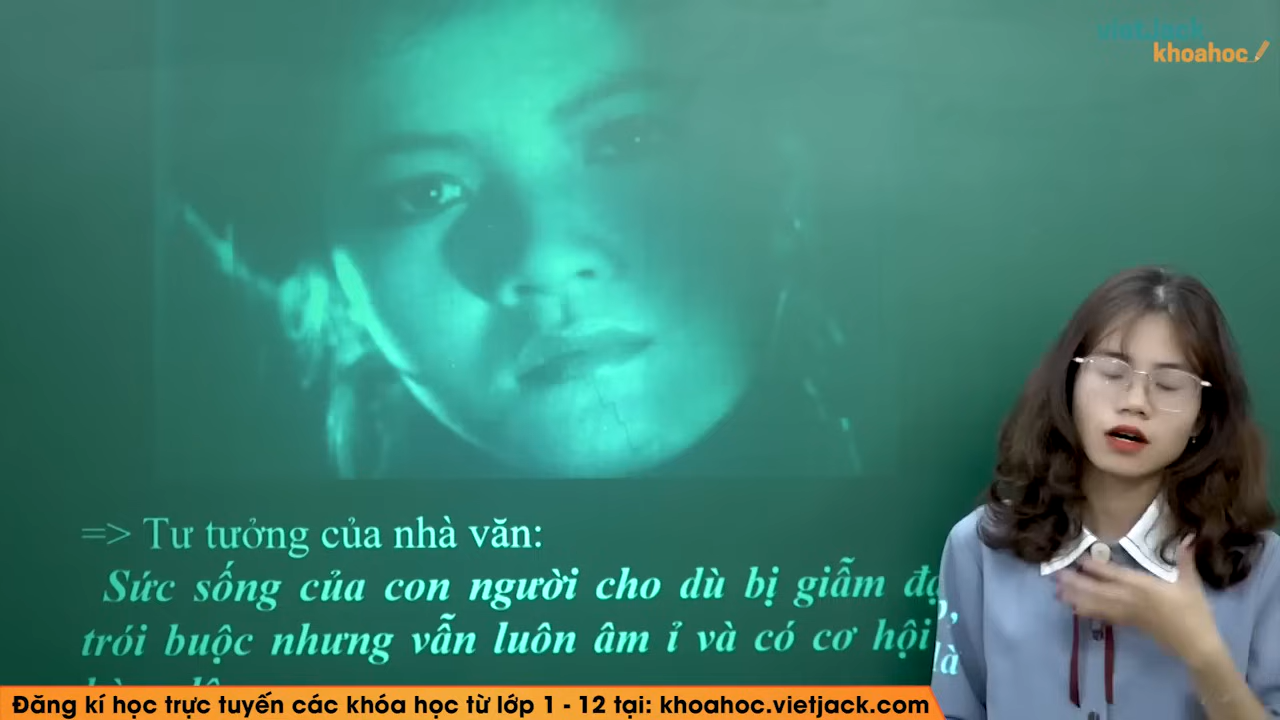 vietjack
khoahoc
=> Tư tưởng của nhà văn:
Sức sống của con người cho dù bị giẫm
trói buộc nhưng vẫn luôn âm ỉ và có cơ hội là
Đăng kí học trực tuyến các khóa học từ lớp 1 - 12 tại: khoahoc.vietjack.com